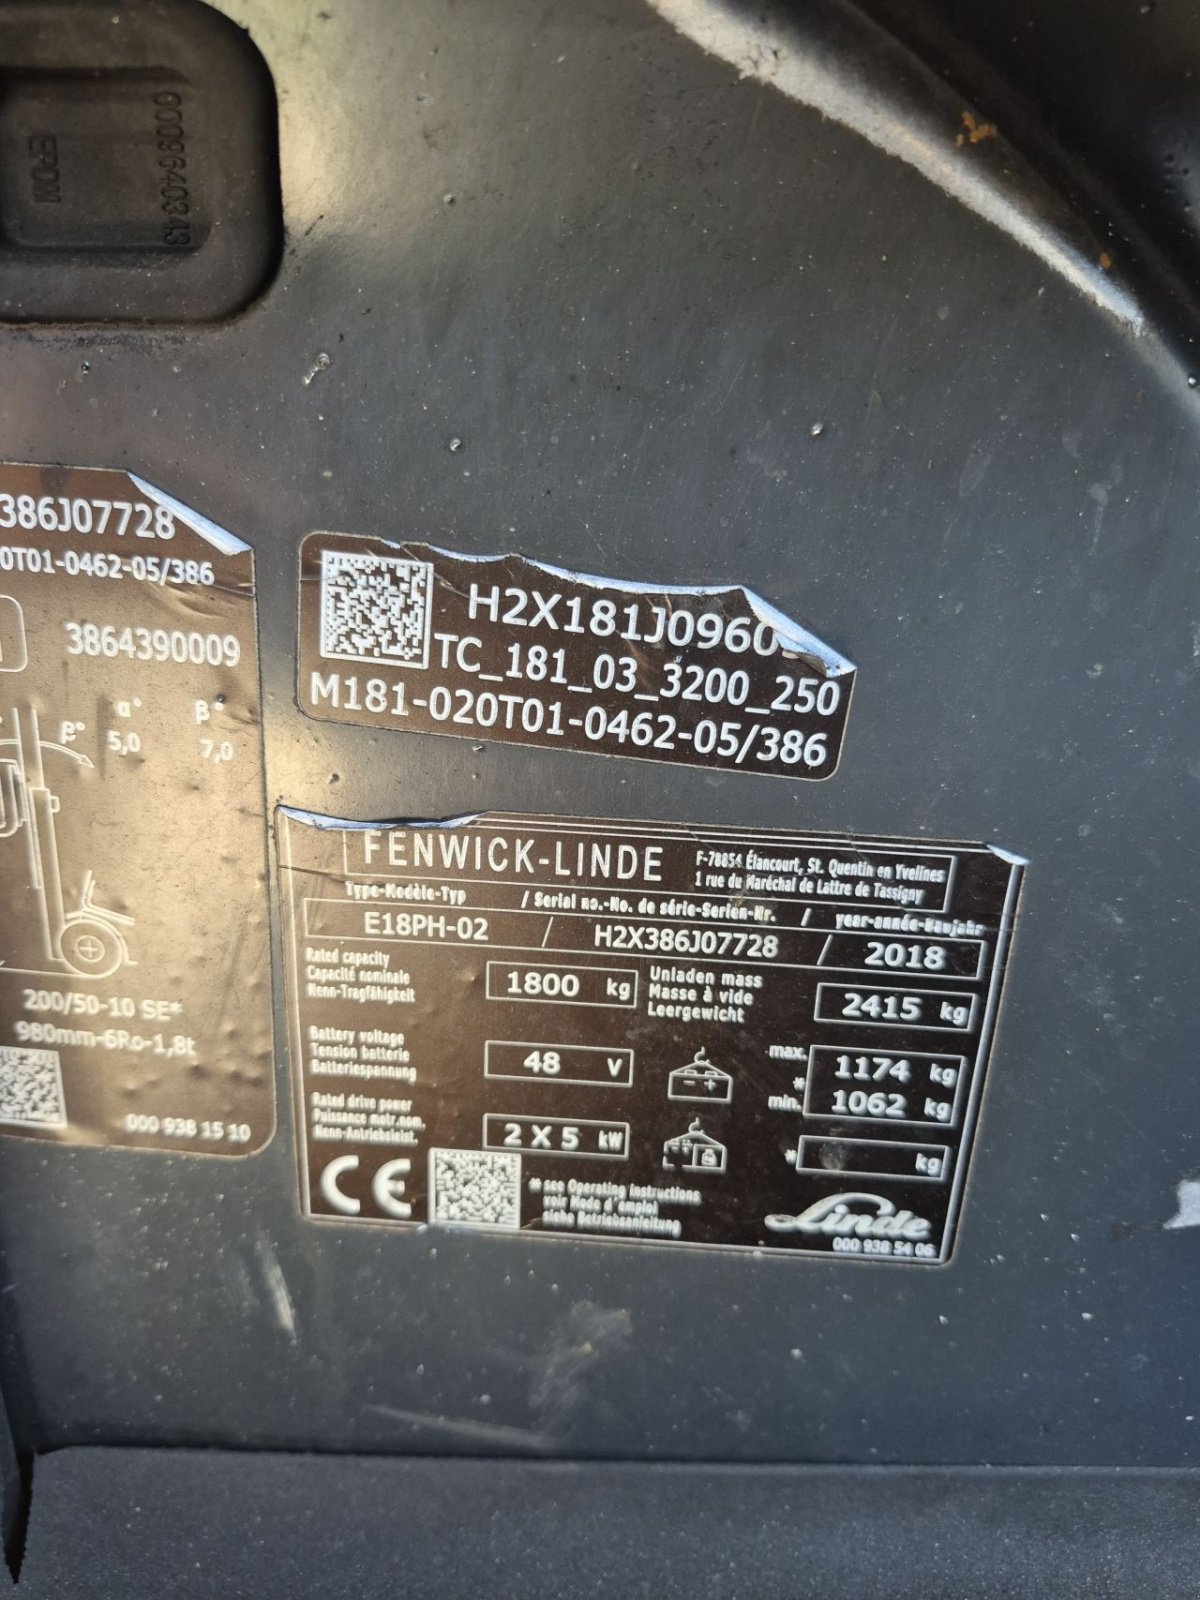 0009640343
EPDM
386J07728
0T01-0462-05/386
3864390009
α° β°
β° 5,0 7,0
200/50-10 SE*
980mm-6Ro-1,8t
000 938 15 10
H2X181J0960
TC_181_03_3200_250
M181-020T01-0462-05/386
FENWICK-LINDE
F-78854 Élancourt, St. Quentin en Yvelines
1 rue du Maréchal de Lattre de Tassigny
Type-Modèle-Typ / Serial no.-No. de série-Serien-Nr. / year-année-Baujahr
E18PH-02 / H2X386J07728 / 2018
Rated capacity
Capacité nominale
Nenn-Tragfähigkeit
1800 kg
Unladen mass
Masse à vide
Leergewicht
2415 kg
Battery voltage
Tension batterie
Batteriespannung
48 V
- +
max. 1174 kg
*
min. 1062 kg
Rated drive power
Puissance motr.nom.
Nenn-Antriebsleist.
2 X 5 kW
* kg
CE
* see Operating instructions
voir Mode d'emploi
siehe Betriebsanleitung
Linde
000 938 54 06